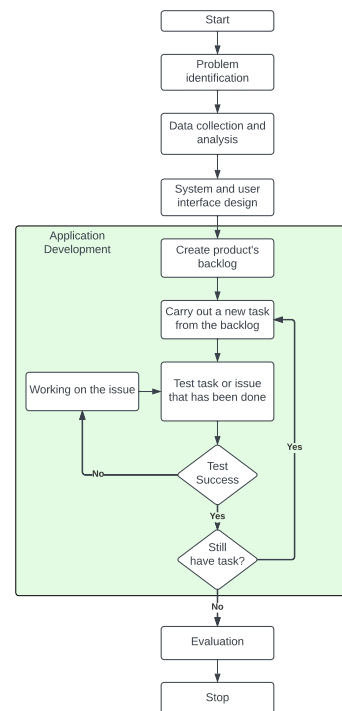 Start
Problem
identification
Data collection and
analysis
System and user
interface design
Application
Development
Create product's
backlog
Carry out a new task
from the backlog
Working on the issue
Test task or issue
that has been done
Yes
No
Test
Success
Yes
Still
have task?
No
Evaluation
Stop